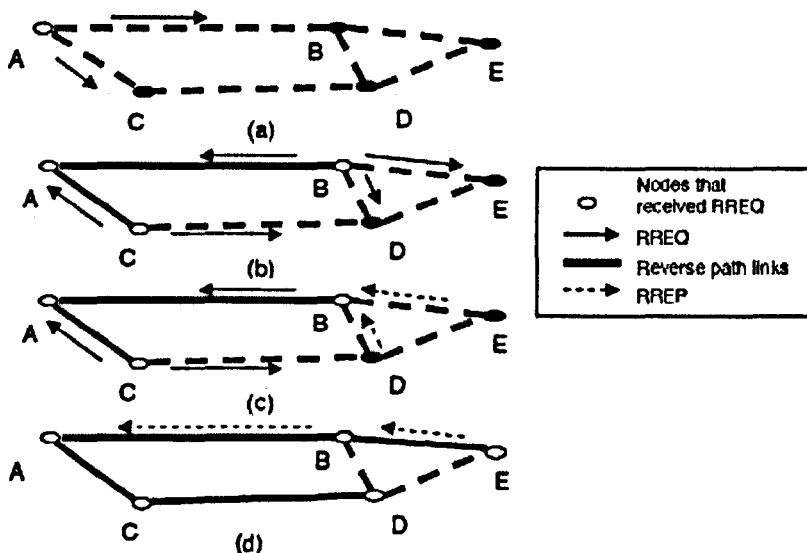 A
B
E
C
D
(a)
A
B
E
C
D
(b)
A
B
E
C
D
(c)
A
B
E
C
D
(d)
Nodes that
received RREQ
RREQ
Reverse path links
RREP